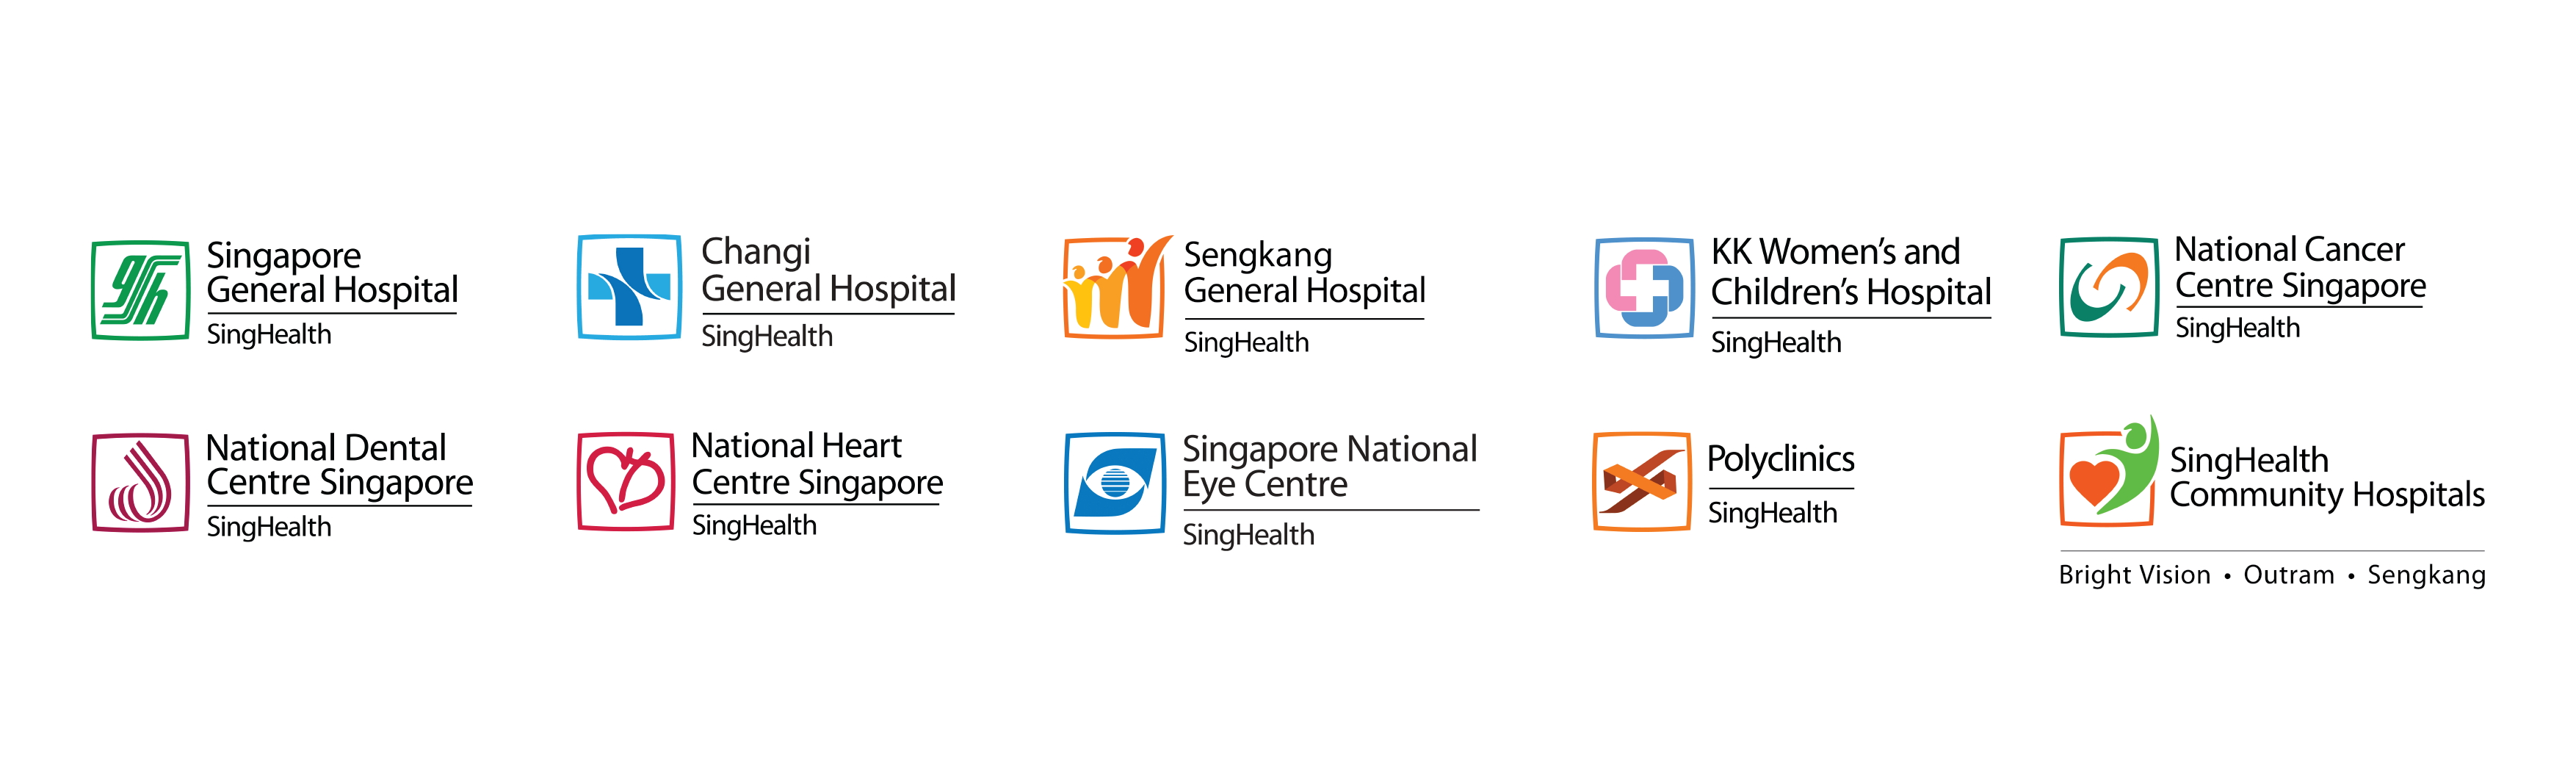 Singapore
General Hospital
SingHealth
Changi
General Hospital
SingHealth
Sengkang
General Hospital
SingHealth
KK Women's and
Children's Hospital
SingHealth
National Cancer
Centre Singapore
SingHealth
National Dental
Centre Singapore
SingHealth
National Heart
Centre Singapore
SingHealth
Singapore National
Eye Centre
SingHealth
Polyclinics
SingHealth
SingHealth
Community Hospitals
Bright Vision • Outram • Sengkang